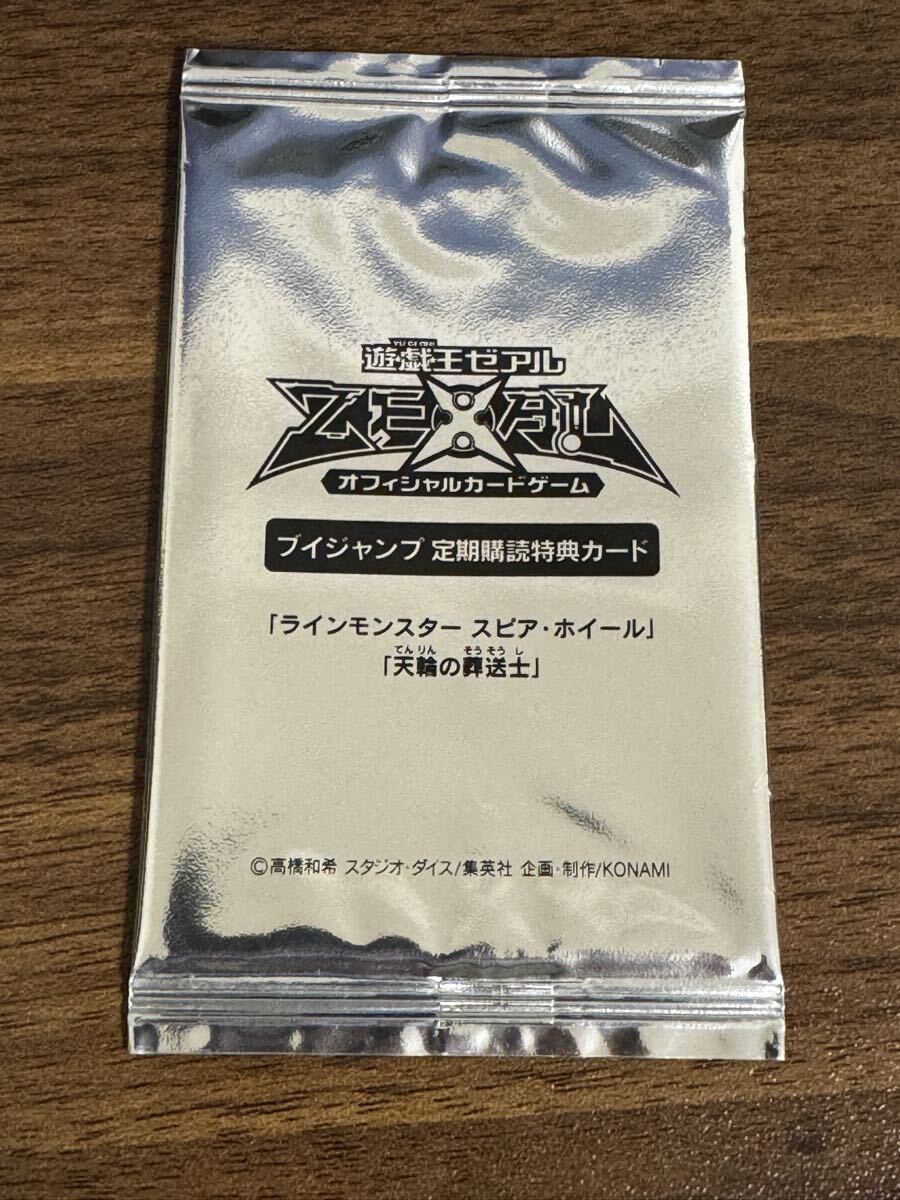 YU GI OH!
遊戯王ゼアル
ZEXAL
オフィシャルカードゲーム
ブイジャンプ 定期購読特典カード
「ラインモンスター スピア・ホイール」
てんりん そうそう し
「天輪の葬送士」
©高橋和希 スタジオ・ダイス/集英社 企画・制作/KONAMI